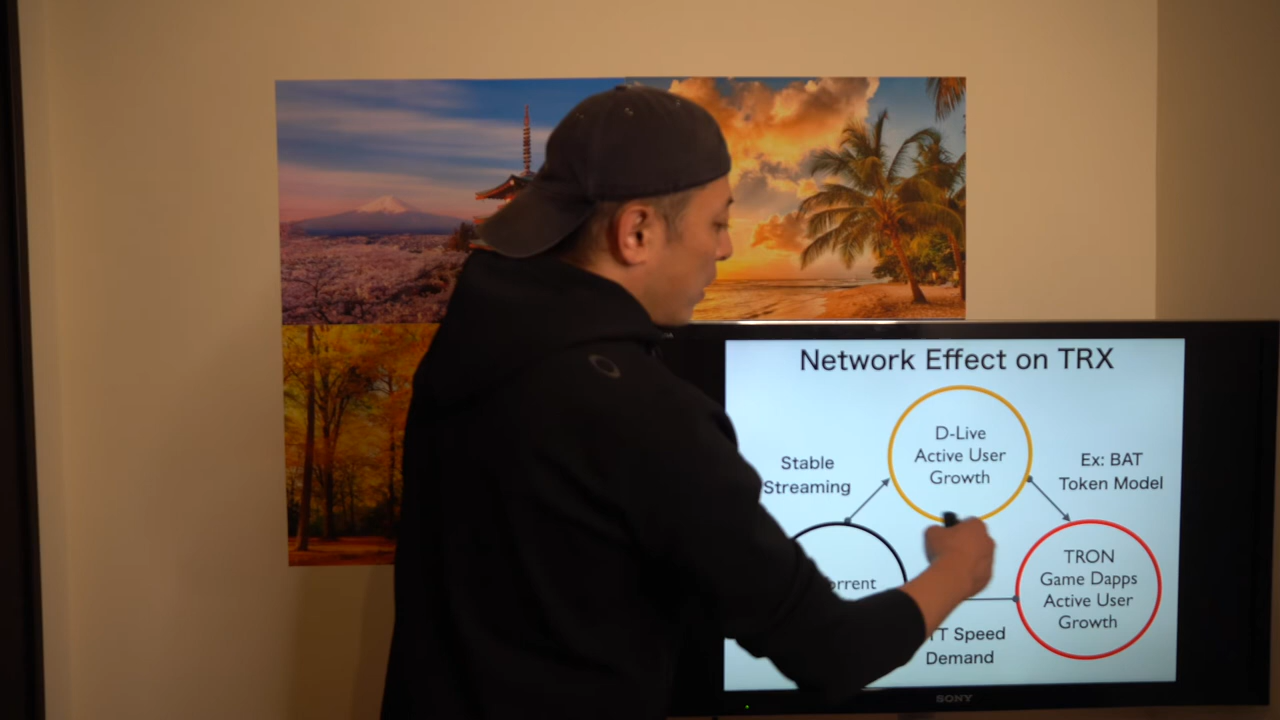 Network Effect on TRX
D-Live
Active User
Growth
Stable
Streaming
Ex: BAT
Token Model
TRON
Game Dapps
Active User
Growth
Speed
Demand
SONY